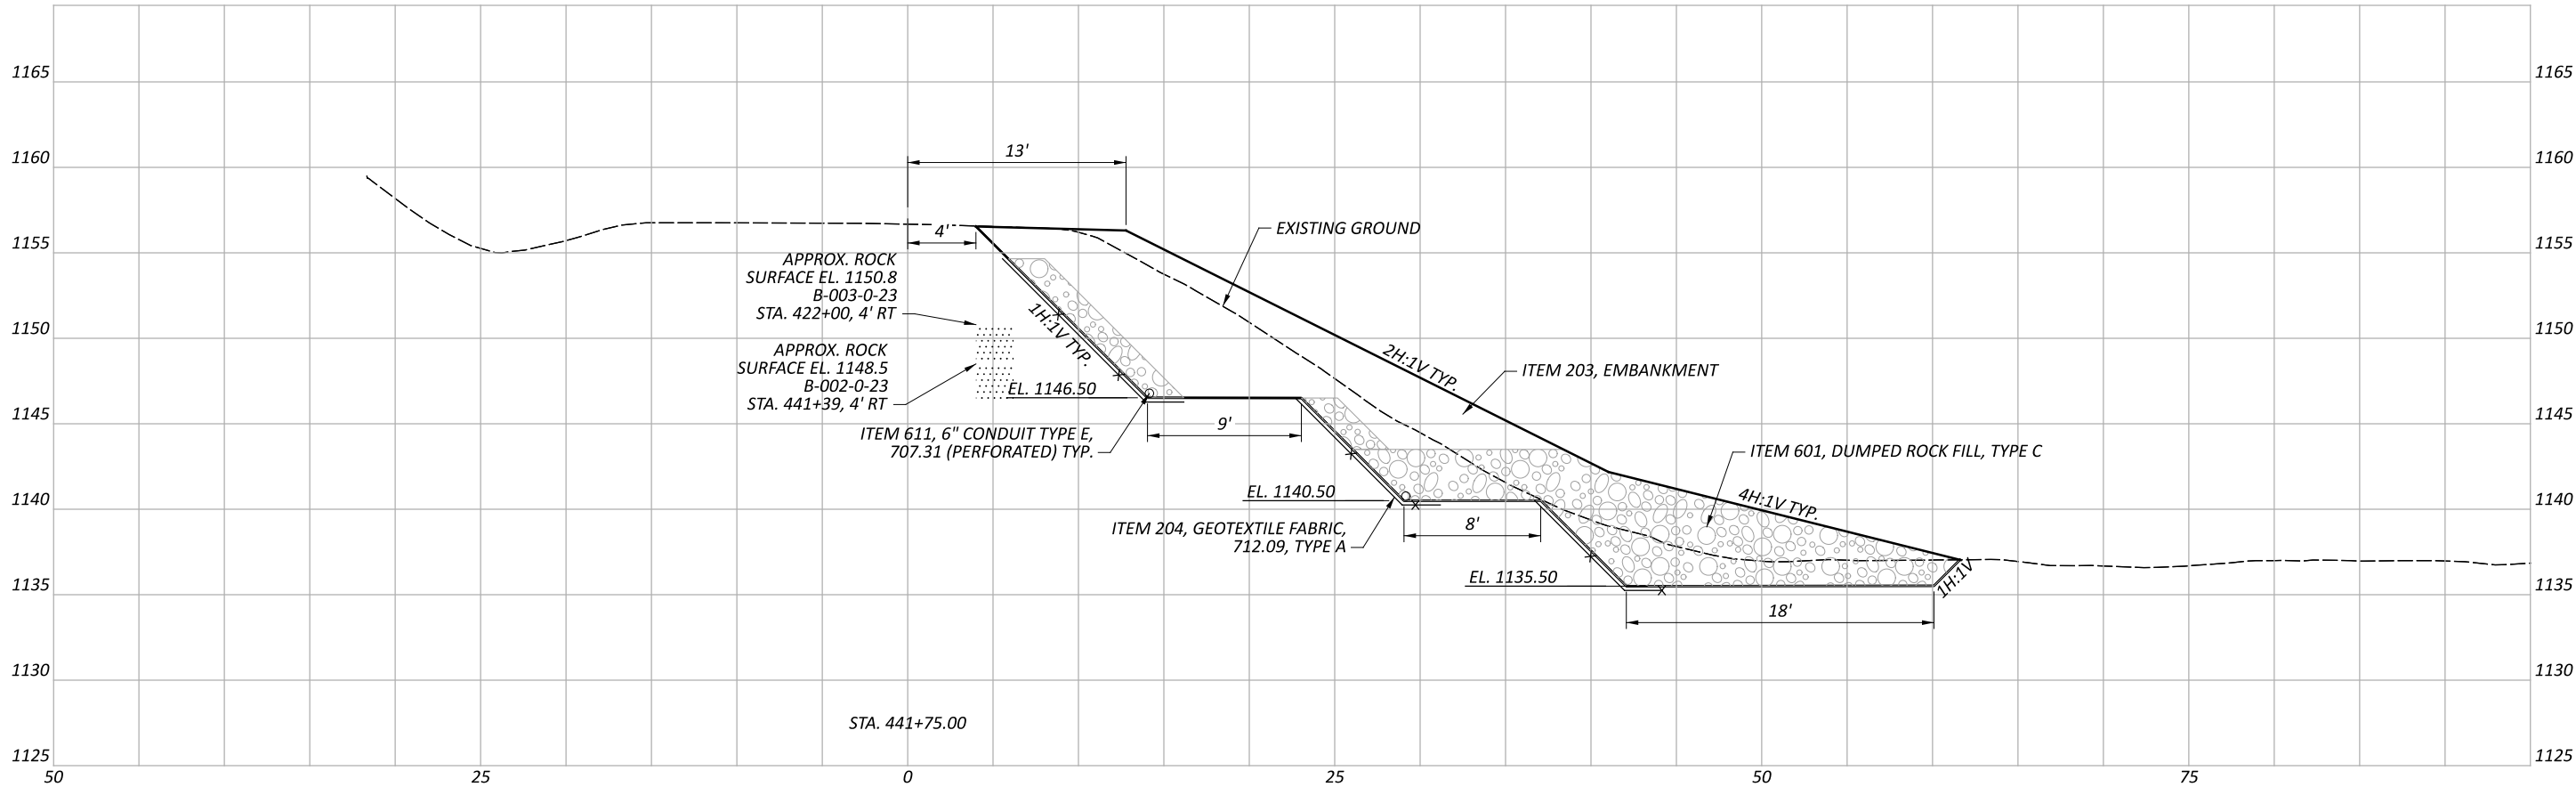 1165
1165
1160
1160
13'
1155
1155
4'
EXISTING GROUND
APPROX. ROCK
SURFACE EL. 1150.8
B-003-0-23
STA. 422+00, 4' RT
1H:1V TYP.
1150
1150
APPROX. ROCK
SURFACE EL. 1148.5
B-002-0-23
STA. 441+39, 4' RT
2H:1V TYP.
ITEM 203, EMBANKMENT
EL. 1146.50
1145
1145
9'
ITEM 611, 6" CONDUIT TYPE E,
707.31 (PERFORATED) TYP.
ITEM 601, DUMPED ROCK FILL, TYPE C
1140
1140
EL. 1140.50
4H:1V TYP.
8'
ITEM 204, GEOTEXTILE FABRIC,
712.09, TYPE A
1135
1135
EL. 1135.50
1H:1V
18'
1130
1130
STA. 441+75.00
1125
1125
50
25
0
25
50
75